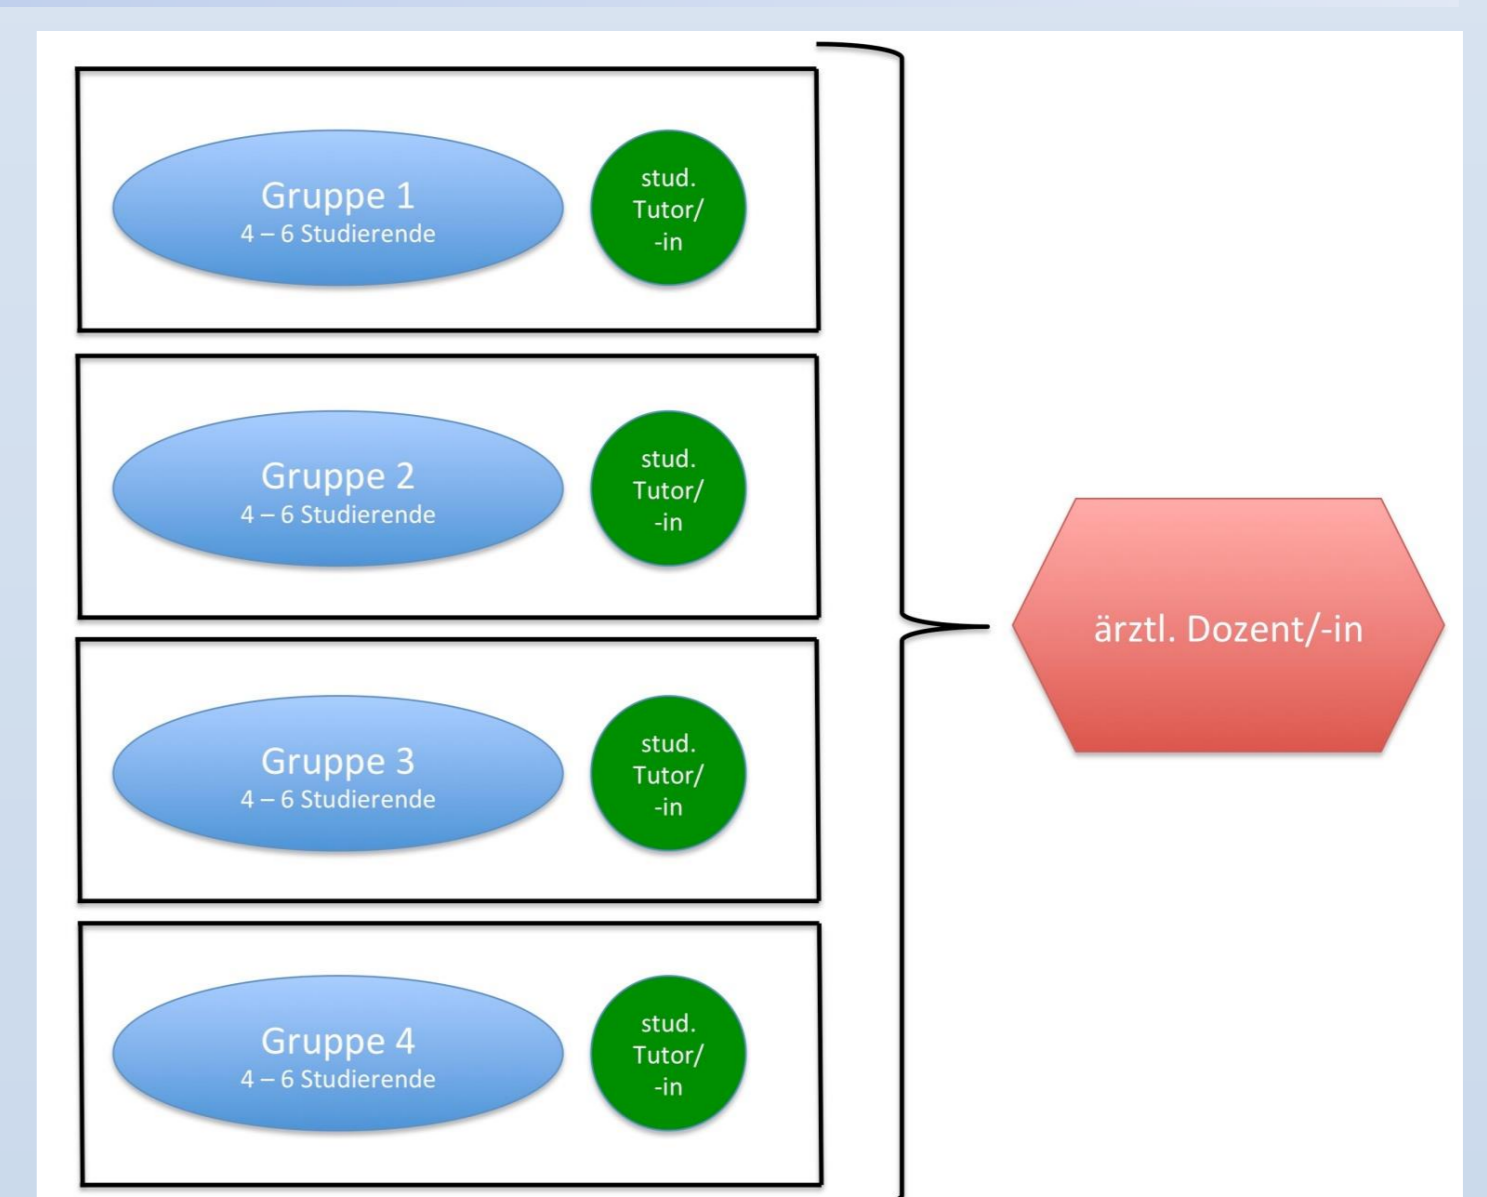 Gruppe 1
4 – 6 Studierende
stud.
Tutor/
-in
Gruppe 2
4 – 6 Studierende
stud.
Tutor/
-in
ärztl. Dozent/-in
Gruppe 3
4 – 6 Studierende
stud.
Tutor/
-in
Gruppe 4
4 – 6 Studierende
stud.
Tutor/
-in